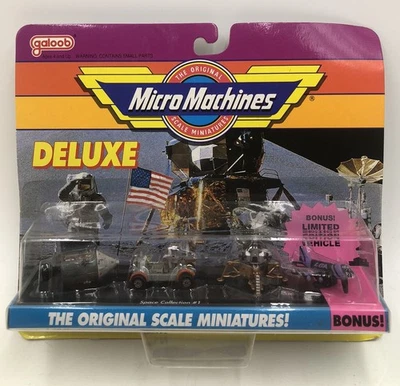 galoob
THE ORIGINAL
Micro Machines
®
SCALE MINIATURES
DELUXE
BONUS!
LIMITED
EDITION
VEHICLE
Space Collection #1
THE ORIGINAL SCALE MINIATURES!
BONUS!